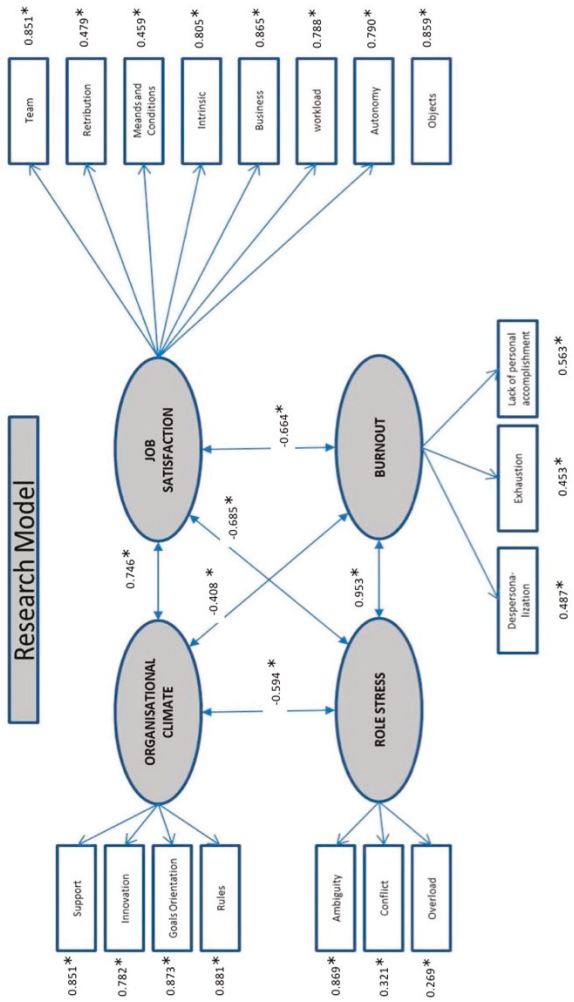 Research Model
0.851*
Support
0.782*
Innovation
0.873*
Goals Orientation
0.881*
Rules
ORGANISATIONAL
CLIMATE
0.746*
JOB
SATISFACTION
Team
0.851*
Retribution
0.479*
Meands and
Conditions
0.459*
Intrinsic
0.805*
Business
0.865*
workload
0.788*
Autonomy
0.790*
Objects
0.859*
-0.408*
-0.685*
-0.594*
-0.664*
0.869*
Ambiguity
0.321*
Conflict
0.269*
Overload
ROLE STRESS
0.953*
BURNOUT
Despersona-
lization
0.487*
Exhaustion
0.453*
Lack of personal
accomplishment
0.563*